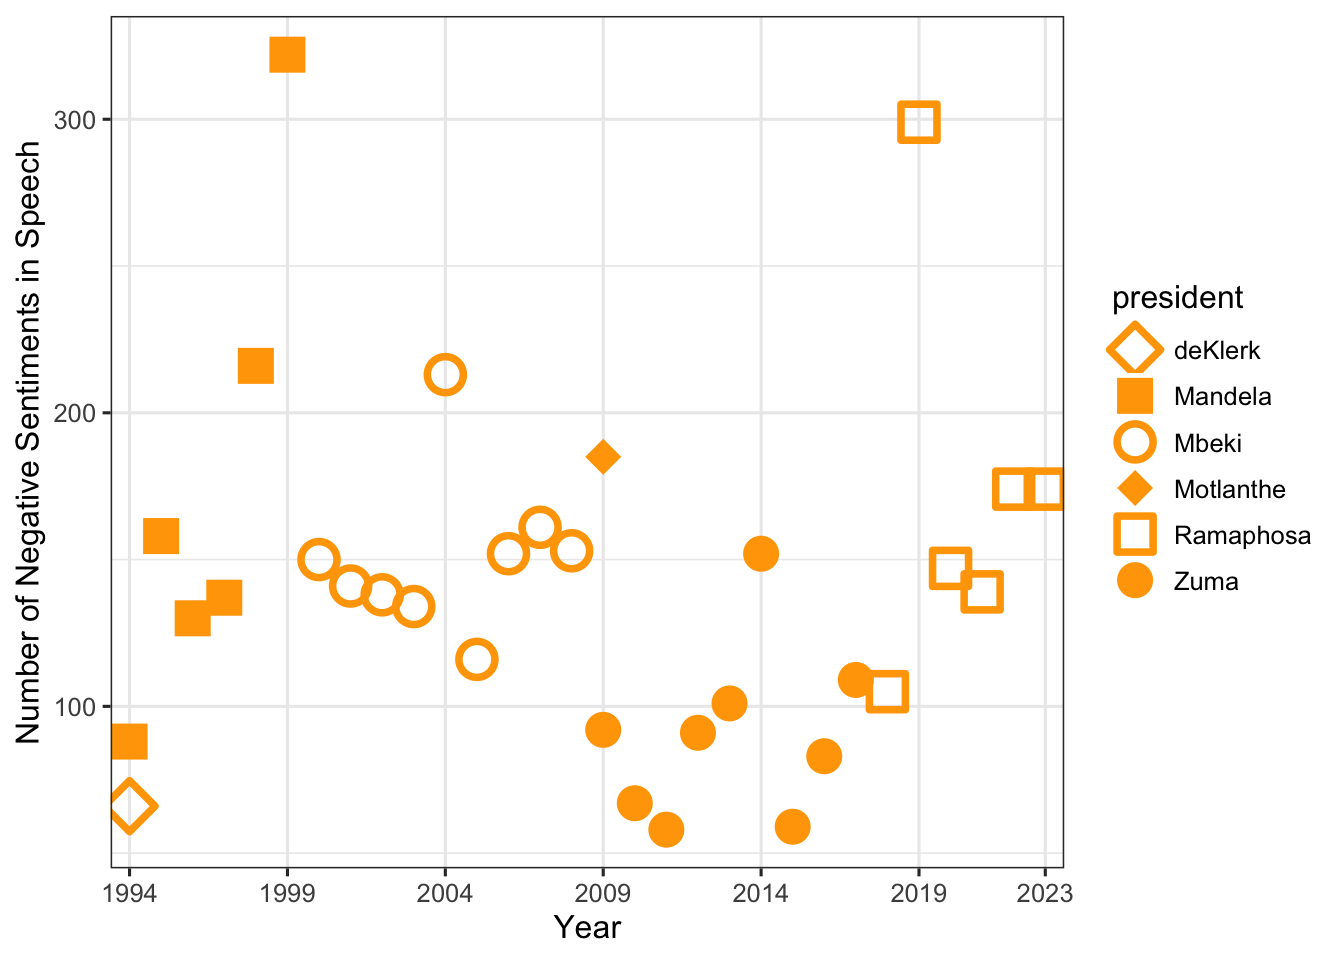 Number of Negative Sentiments in Speech
300
200
100
1994
1999
2004
2009
2014
2019
2023
Year
president
deKlerk
Mandela
Mbeki
Motlanthe
Ramaphosa
Zuma